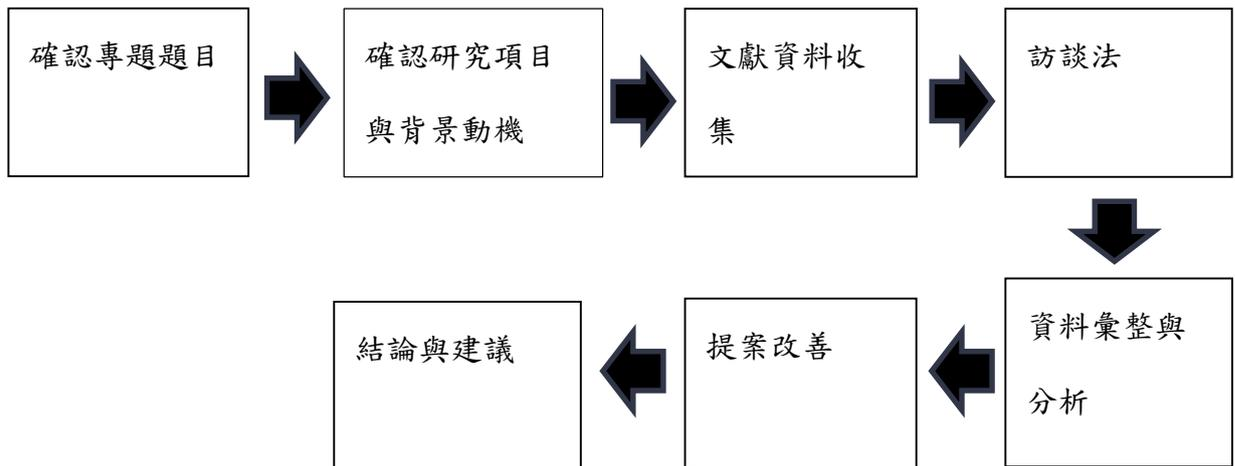 確認專題題目
確認研究項目
與背景動機
文獻資料收
集
訪談法
資料彙整與
分析
提案改善
結論與建議